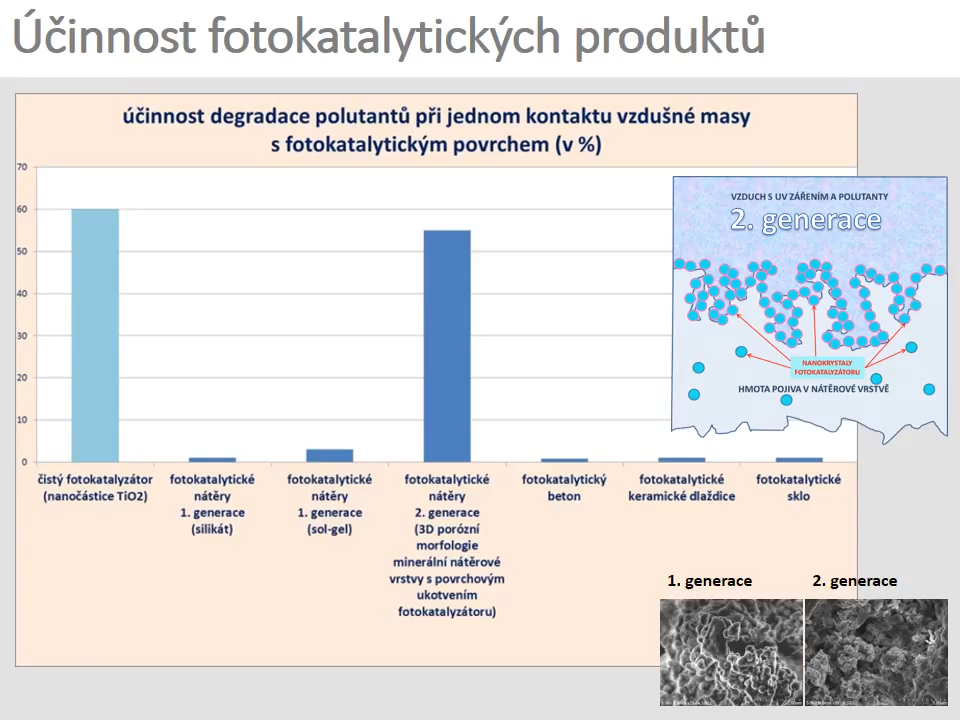 Účinnost fotokatalytických produktů
účinnost degradace polutantů při jednom kontaktu vzdušné masy
s fotokatalytickým povrchem (v %)
70
60
50
40
30
20
10
0
čistý fotokatalyzátor
(nanočástice TiO2)
fotokatalytické
nátěry
1. generace
(silikát)
fotokatalytické
nátěry
1. generace
(sol-gel)
fotokatalytické
nátěry
2. generace
(3D porózní
morfologie
minerální nátěrové
vrstvy s povrchovým
ukotvením
fotokatalyzátoru)
fotokatalytický
beton
fotokatalytické
keramické dlaždice
fotokatalytické
sklo
VZDUCH S UV ZÁŘENÍM A POLUTANTY
2. generace
NANOKRYSTALY
FOTOKATALYZÁTORU
HMOTA POJIVA V NÁTĚROVÉ VRSTVĚ
1. generace
2. generace